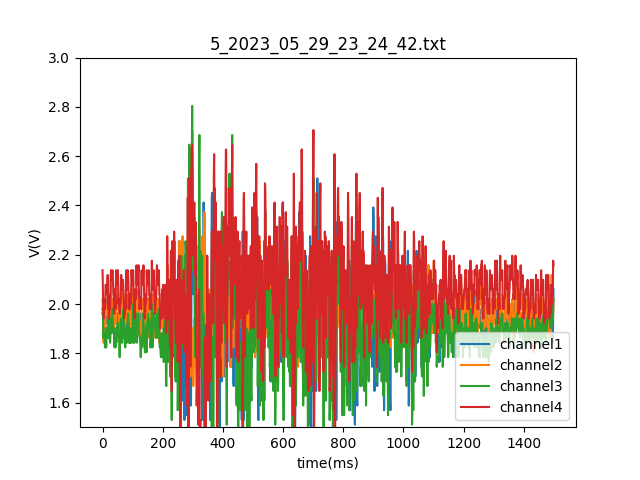 5_2023_05_29_23_24_42.txt
3.0
2.8
2.6
2.4
2.2
2.0
1.8
1.6
V(V)
0 200 400 600 800 1000 1200 1400
time(ms)
channel1
channel2
channel3
channel4